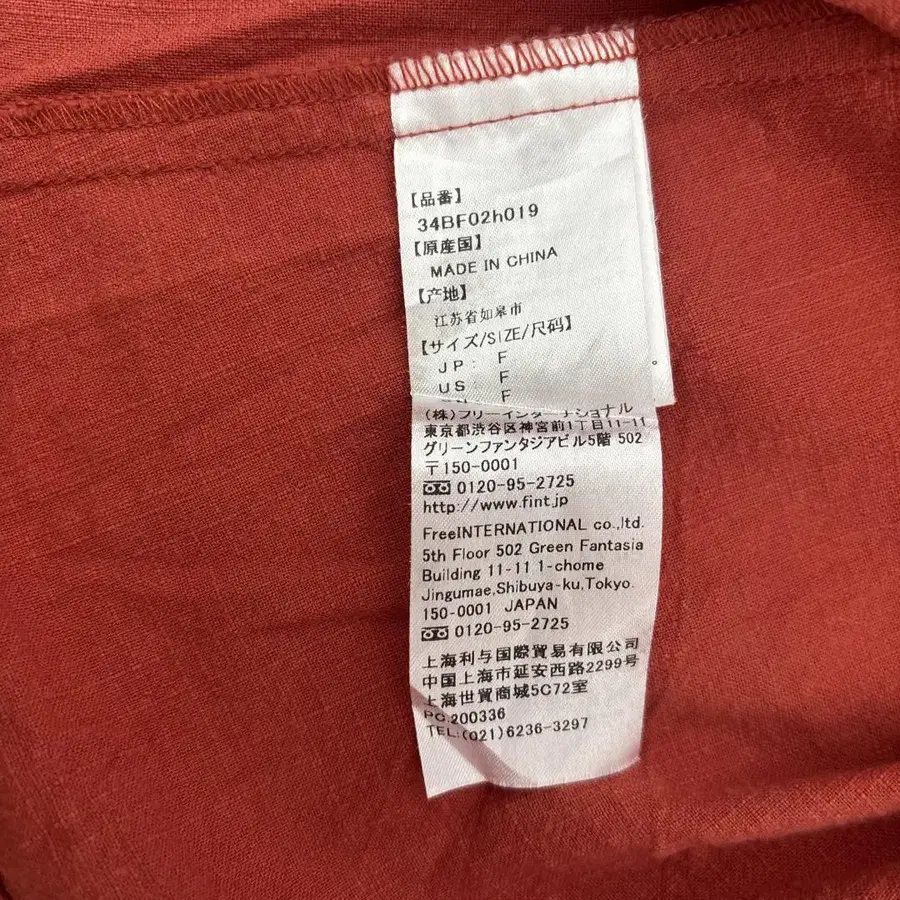 【品番】
34BF02h019
【原産国】
MADE IN CHINA
【产地】
江苏省如皋市
【サイズ/SIZE/尺码】
JP: F
US F
F
(株)フリーインターナショナル
東京都渋谷区神宮前1丁目11-11
グリーンファンタジアビル5階 502
〒150-0001
0120-95-2725
http://www.fint.jp
FreeINTERNATIONAL co.,ltd.
5th Floor 502 Green Fantasia
Building 11-11 1-chome
Jingumae,Shibuya-ku,Tokyo.
150-0001 JAPAN
0120-95-2725
上海利与国際貿易有限公司
中国上海市延安西路2299号
上海世貿商城5C72室
PC.200336
TEL:(021)6236-3297